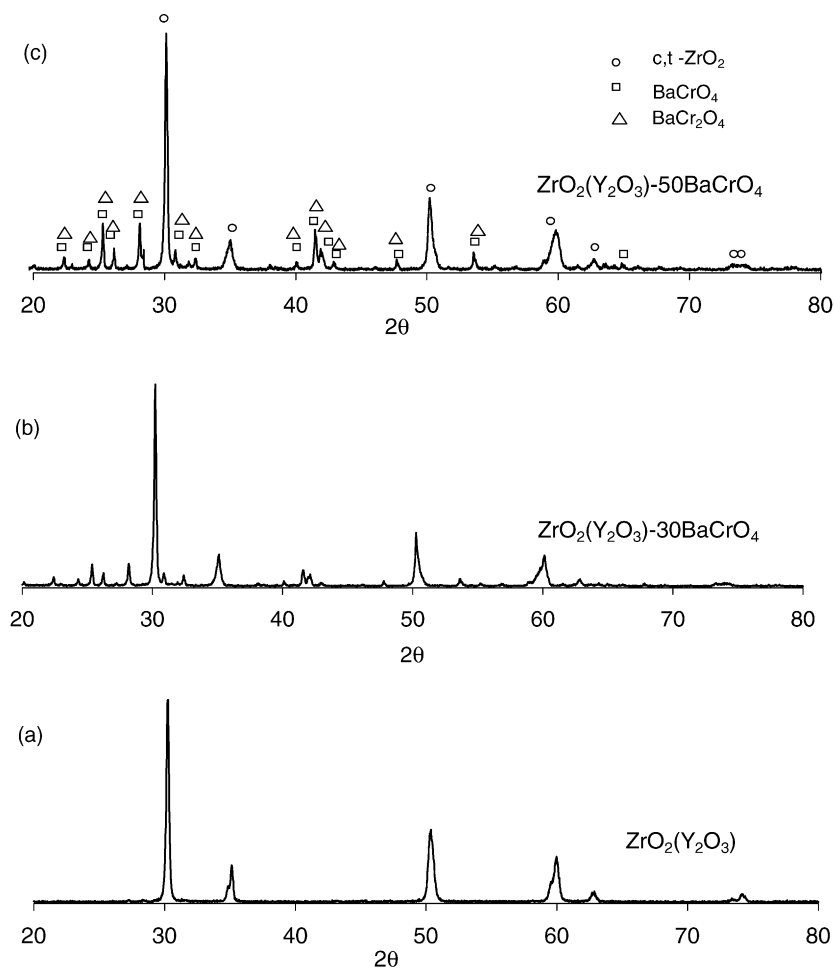 (c)
c,t -ZrO₂
BaCrO₄
BaCr₂O₄
ZrO₂(Y₂O₃)-50BaCrO₄
20 30 40 50 60 70 80
2θ
(b)
ZrO₂(Y₂O₃)-30BaCrO₄
20 30 40 50 60 70 80
2θ
(a)
ZrO₂(Y₂O₃)
20 30 40 50 60 70 80
2θ